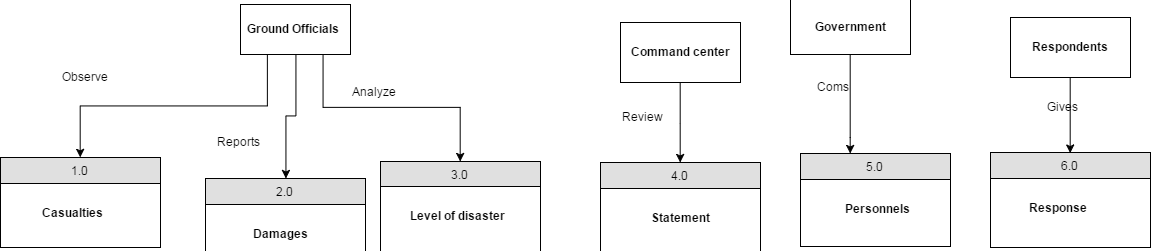 Ground Officials
Command center
Government
Respondents
Observe
Analyze
Reports
Review
Coms
Gives
1.0
Casualties
2.0
Damages
3.0
Level of disaster
4.0
Statement
5.0
Personnels
6.0
Response